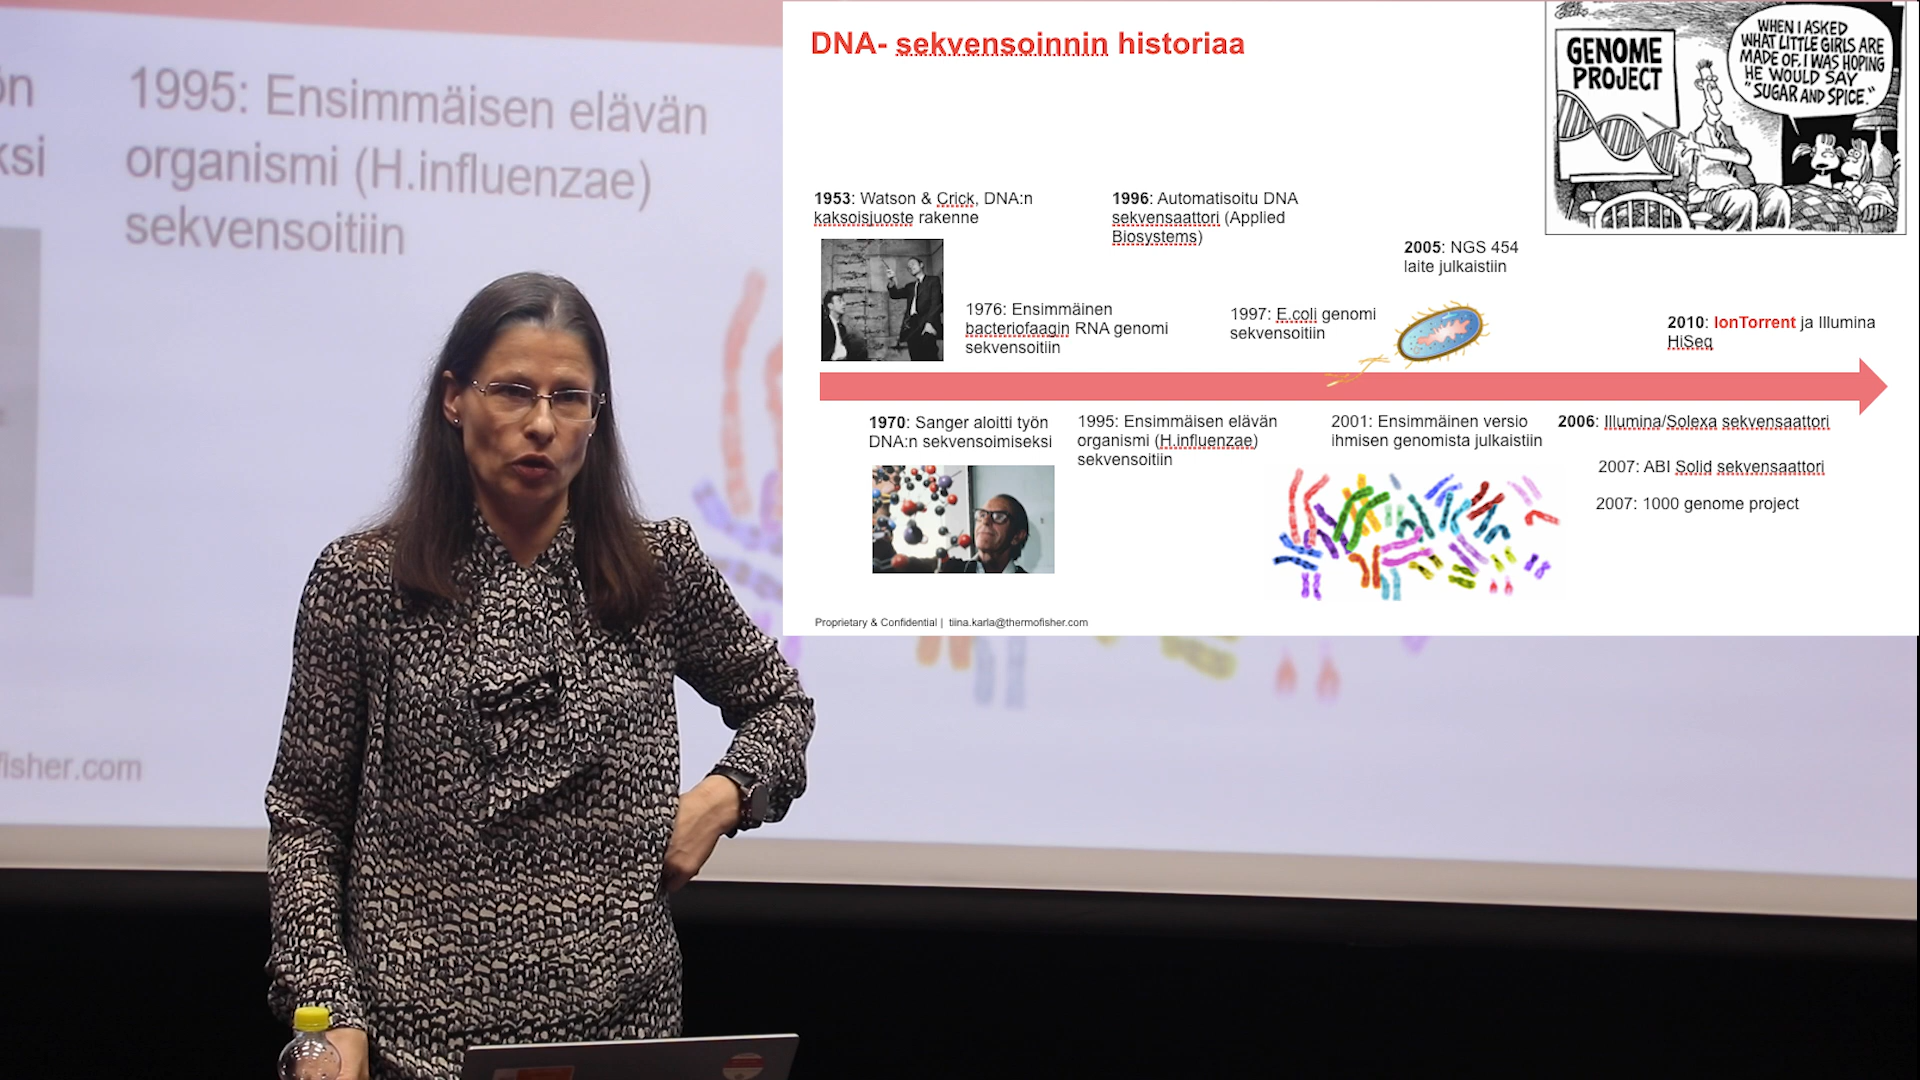 ön
ksi
1995: Ensimmäisen elävän
organismi (H.influenzae)
sekvensoitiin
fisher.com
DNA- sekvensoinnin historiaa
GENOME
PROJECT
WHEN I ASKED
WHAT LITTLE GIRLS ARE
MADE OF, I WAS HOPING
HE WOULD SAY
"SUGAR AND SPICE."
1953: Watson & Crick, DNA:n
kaksoisjuoste rakenne
1996: Automatisoitu DNA
sekvensaattori (Applied
Biosystems)
2005: NGS 454
laite julkaistiin
1976: Ensimmäinen
bacteriofaagin RNA genomi
sekvensoitiin
1997: E.coli genomi
sekvensoitiin
2010: IonTorrent ja Illumina
HiSeq
1970: Sanger aloitti työn
DNA:n sekvensoimiseksi
1995: Ensimmäisen elävän
organismi (H.influenzae)
sekvensoitiin
2001: Ensimmäinen versio
ihmisen genomista julkaistiin
2006: Illumina/Solexa sekvensaattori
2007: ABI Solid sekvensaattori
2007: 1000 genome project
Proprietary & Confidential | tiina.karla@thermofisher.com